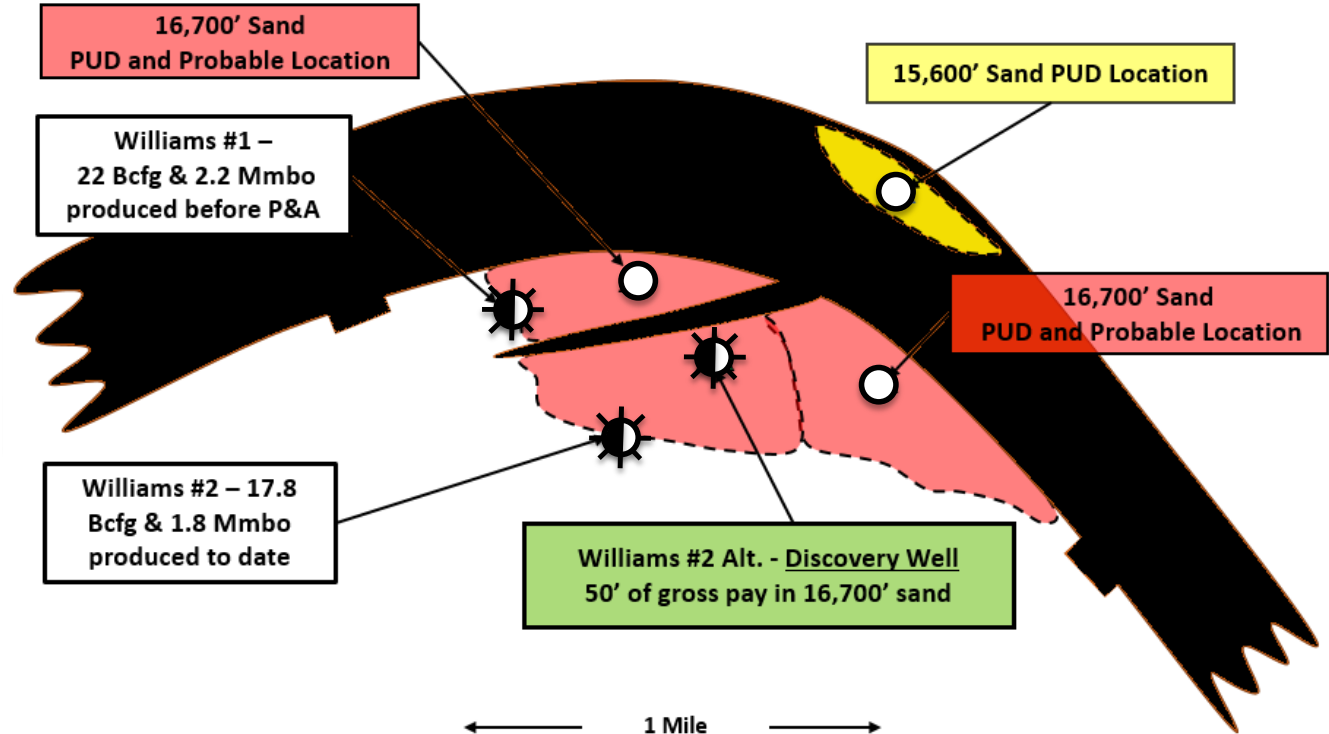 16,700’ Sand
PUD and Probable Location
15,600’ Sand PUD Location
Williams #1 –
22 Bcfg & 2.2 Mmbo
produced before P&A
16,700’ Sand
PUD and Probable Location
Williams #2 – 17.8
Bcfg & 1.8 Mmbo
produced to date
Williams #2 Alt. - Discovery Well
50’ of gross pay in 16,700’ sand
1 Mile